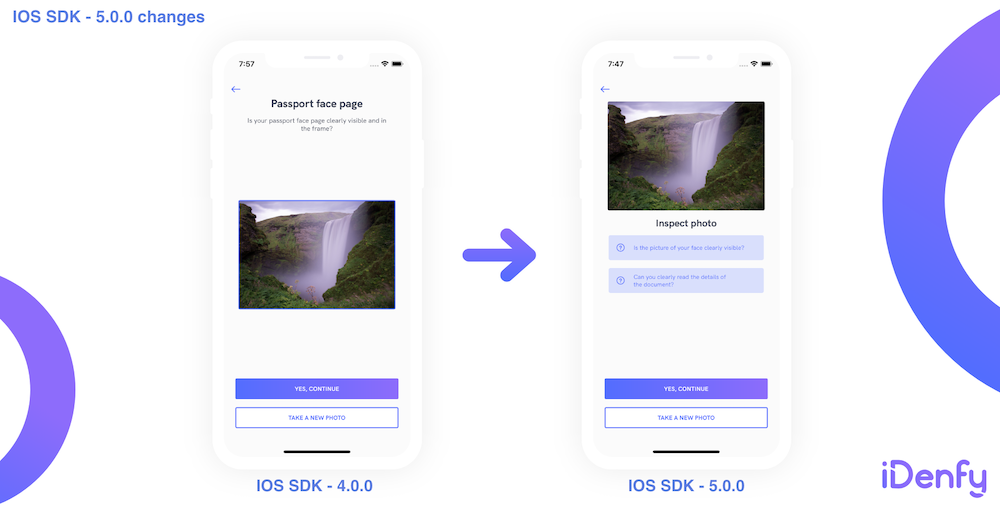 IOS SDK - 5.0.0 changes
7:57
Passport face page
Is your passport face page clearly visible and in
the frame?
YES, CONTINUE
TAKE A NEW PHOTO
IOS SDK - 4.0.0
7:47
Inspect photo
Is the picture of your face clearly visible?
Can you clearly read the details of
the document?
YES, CONTINUE
TAKE A NEW PHOTO
IOS SDK - 5.0.0
iDenfy